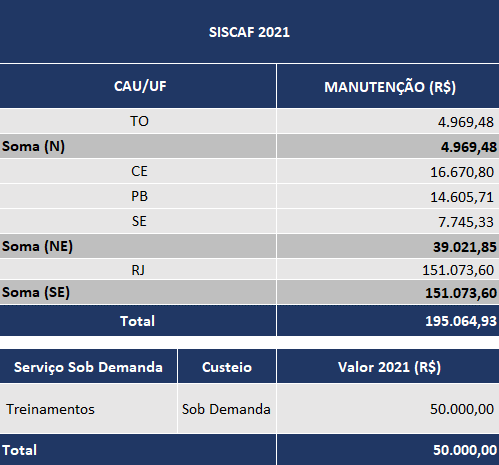 SISCAF 2021
CAU/UF MANUTENÇÃO (R$)
TO 4.969,48
Soma (N) 4.969,48
CE 16.670,80
PB 14.605,71
SE 7.745,33
Soma (NE) 39.021,85
RJ 151.073,60
Soma (SE) 151.073,60
Total 195.064,93
Serviço Sob Demanda Custeio Valor 2021 (R$)
Treinamentos Sob Demanda 50.000,00
Total 50.000,00